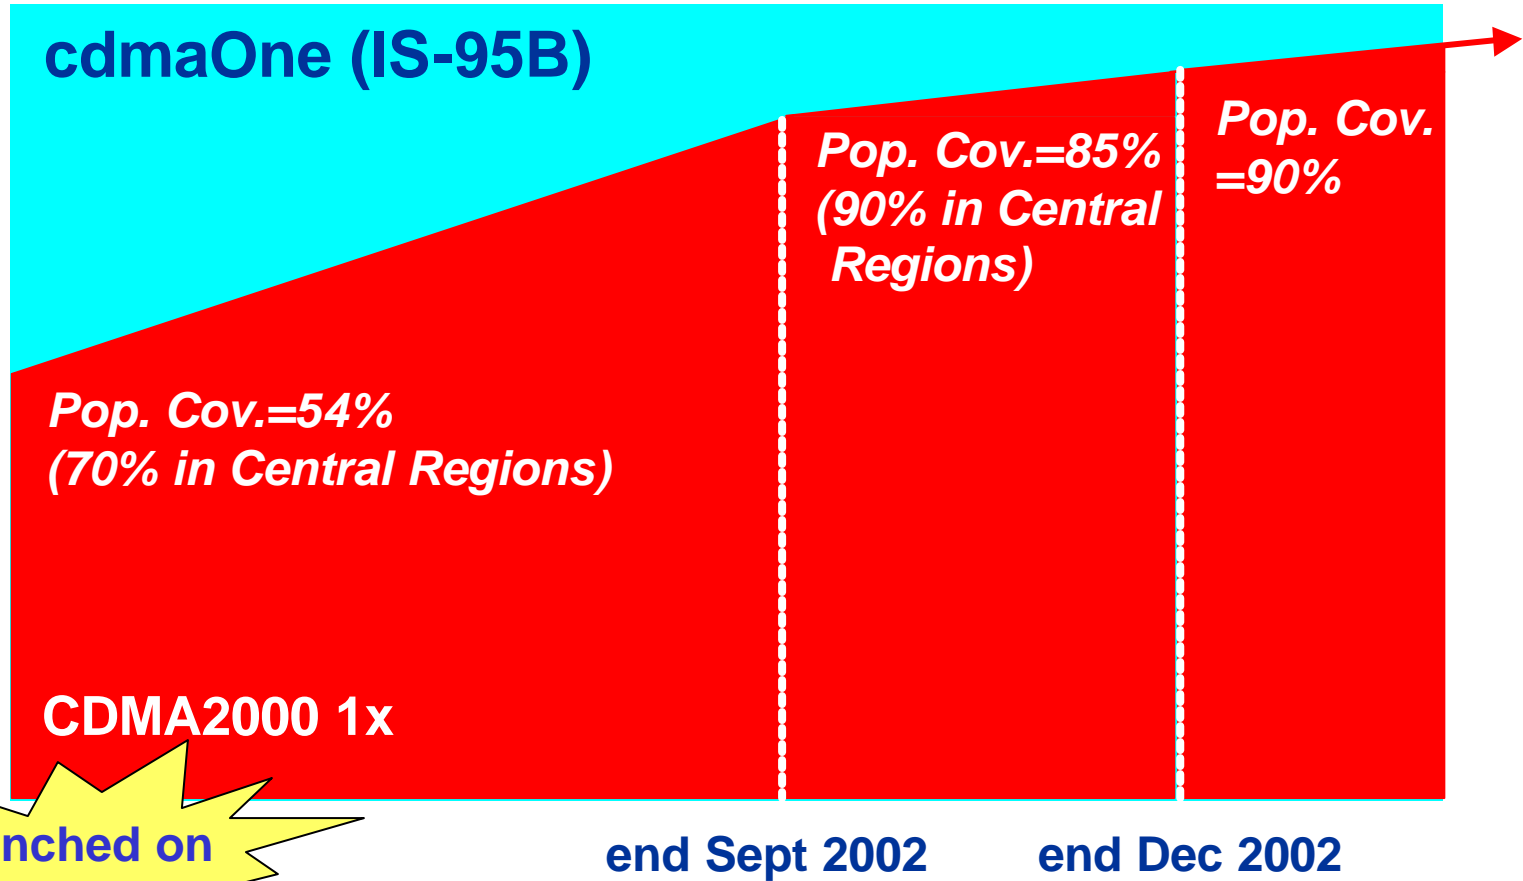 cdmaOne (IS-95B)
Pop. Cov.=85%
(90% in Central
Regions)
Pop. Cov.
=90%
Pop. Cov.=54%
(70% in Central Regions)
CDMA2000 1x
nched on
end Sept 2002
end Dec 2002